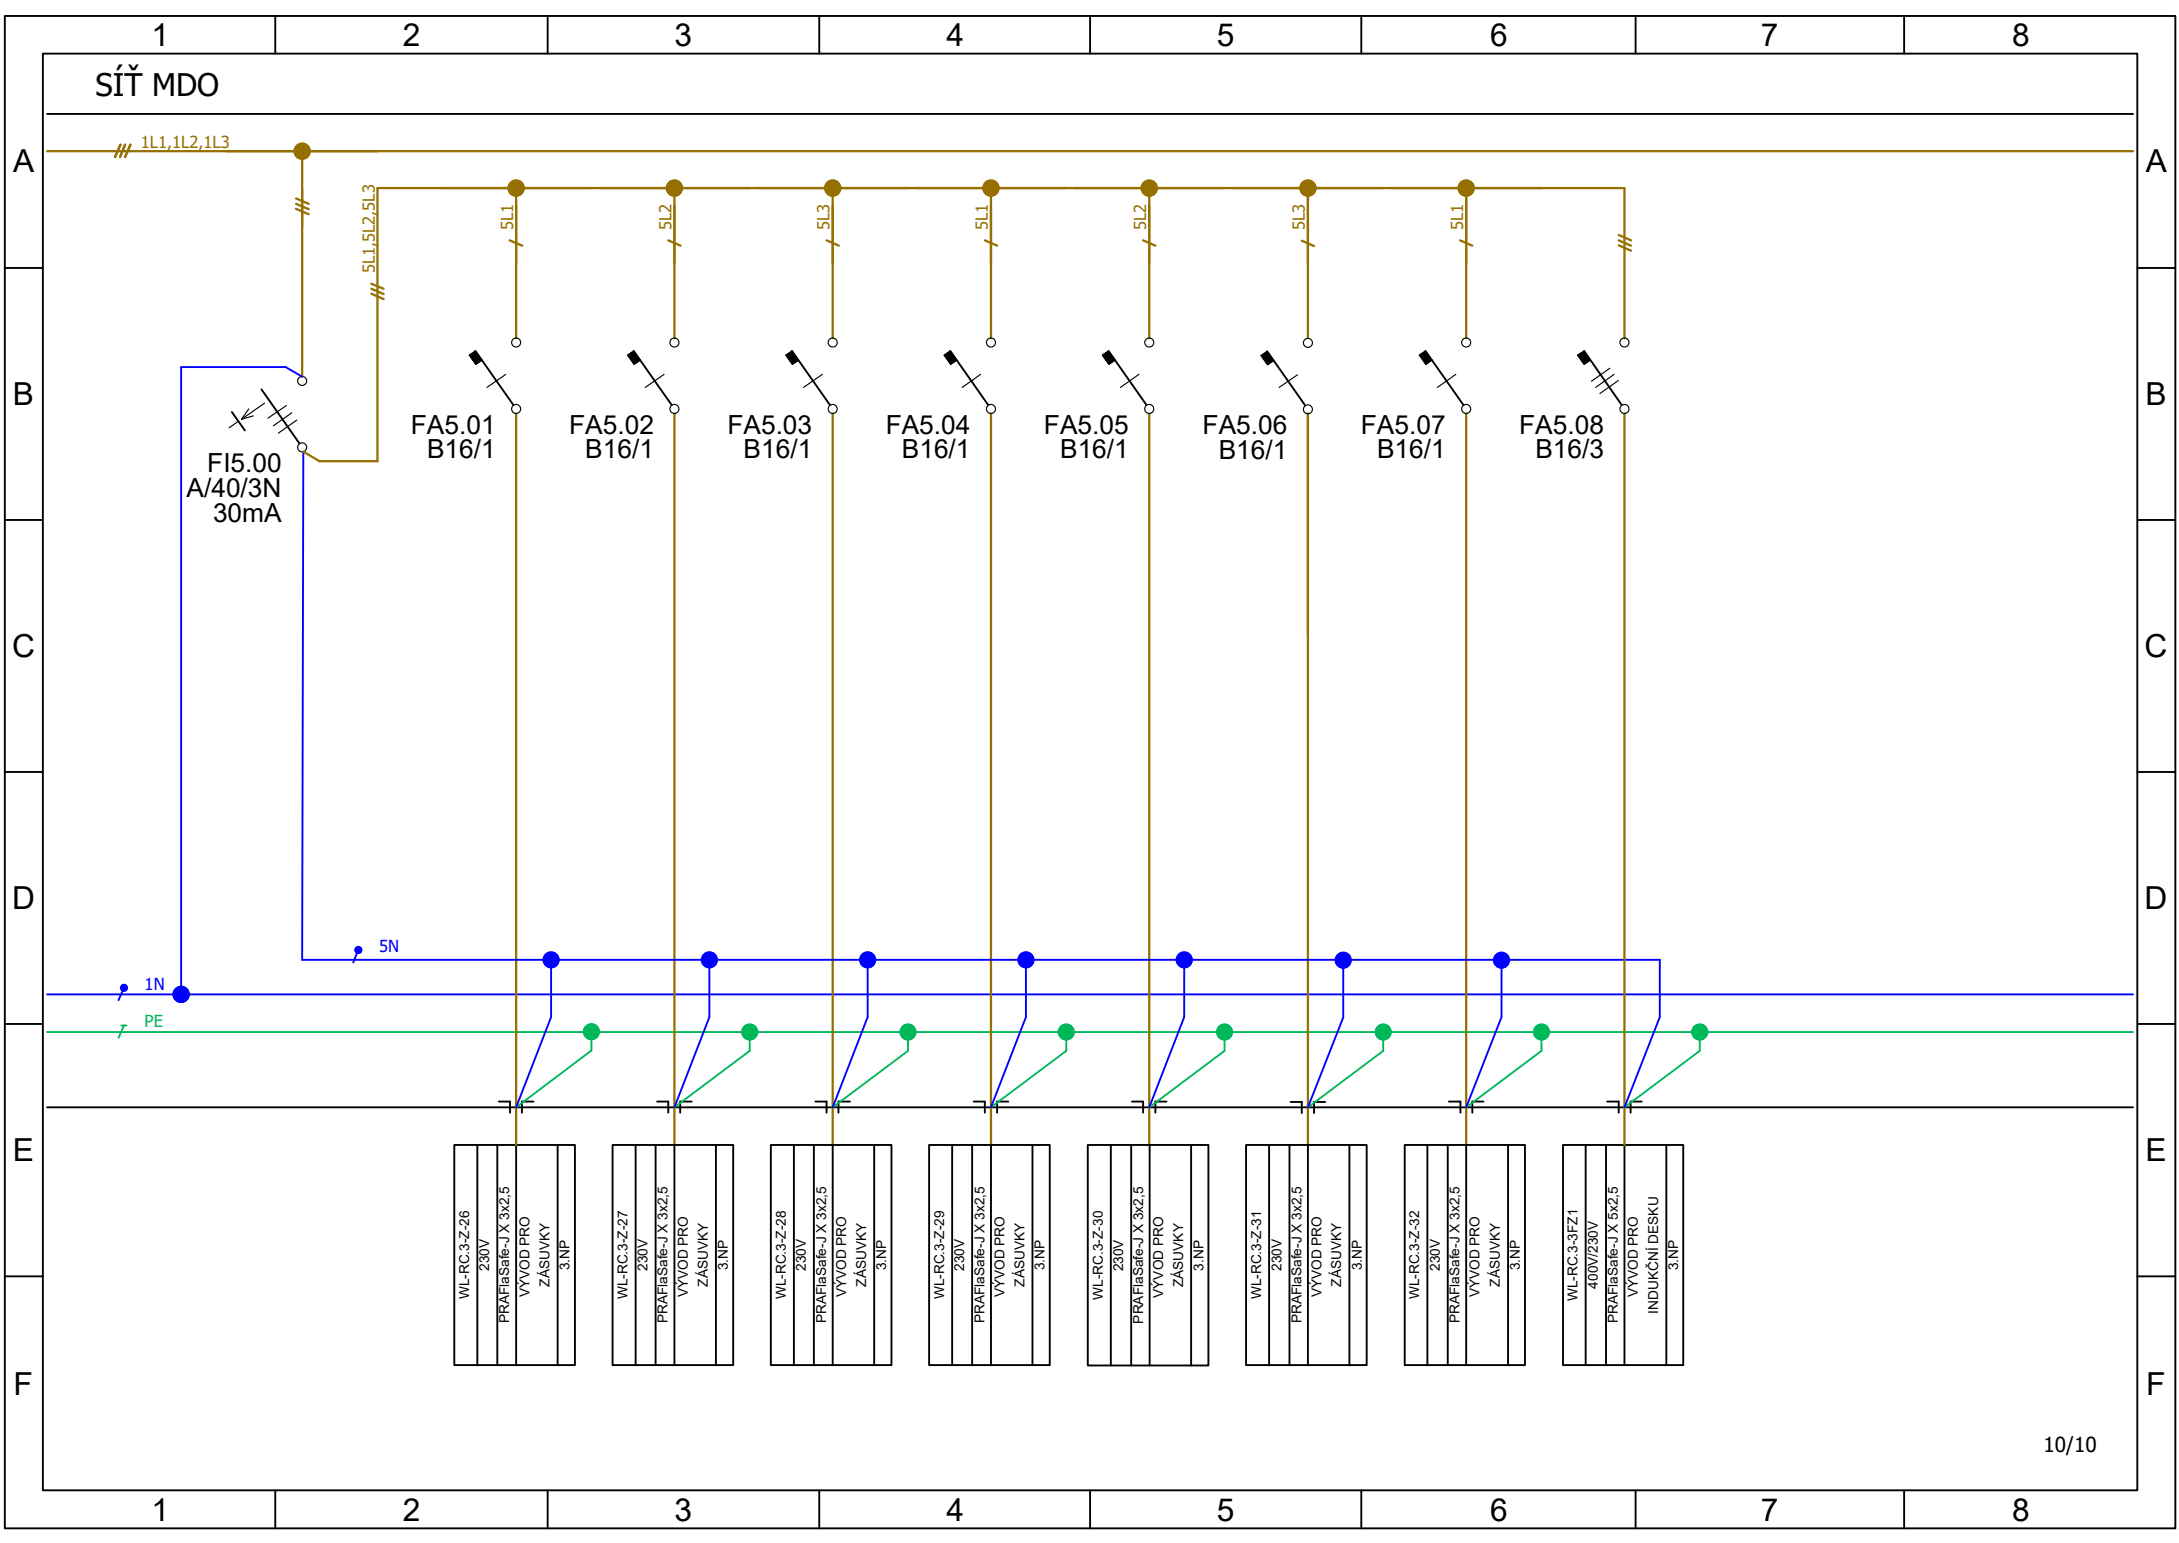 1 2 3 4 5 6 7 8
SÍŤ MDO
A A
1L1,1L2,1L3
5L1,5L2,5L3
5L1 5L2 5L3 5L1 5L2 5L3 5L1
B B
FI5.00
A/40/3N
30mA
FA5.01
B16/1
FA5.02
B16/1
FA5.03
B16/1
FA5.04
B16/1
FA5.05
B16/1
FA5.06
B16/1
FA5.07
B16/1
FA5.08
B16/3
C C
D D
5N
1N
PE
E E
WL-RC.3-Z-26
230V
PRAFlaSafe-J X 3x2,5
VÝVOD PRO
ZÁSUVKY
3.NP
WL-RC.3-Z-27
230V
PRAFlaSafe-J X 3x2,5
VÝVOD PRO
ZÁSUVKY
3.NP
WL-RC.3-Z-28
230V
PRAFlaSafe-J X 3x2,5
VÝVOD PRO
ZÁSUVKY
3.NP
WL-RC.3-Z-29
230V
PRAFlaSafe-J X 3x2,5
VÝVOD PRO
ZÁSUVKY
3.NP
WL-RC.3-Z-30
230V
PRAFlaSafe-J X 3x2,5
VÝVOD PRO
ZÁSUVKY
3.NP
WL-RC.3-Z-31
230V
PRAFlaSafe-J X 3x2,5
VÝVOD PRO
ZÁSUVKY
3.NP
WL-RC.3-Z-32
230V
PRAFlaSafe-J X 3x2,5
VÝVOD PRO
ZÁSUVKY
3.NP
WL-RC.3-3FZ1
400V/230V
PRAFlaSafe-J X 5x2,5
VÝVOD PRO
INDUKČNÍ DESKU
3.NP
F F
10/10
1 2 3 4 5 6 7 8